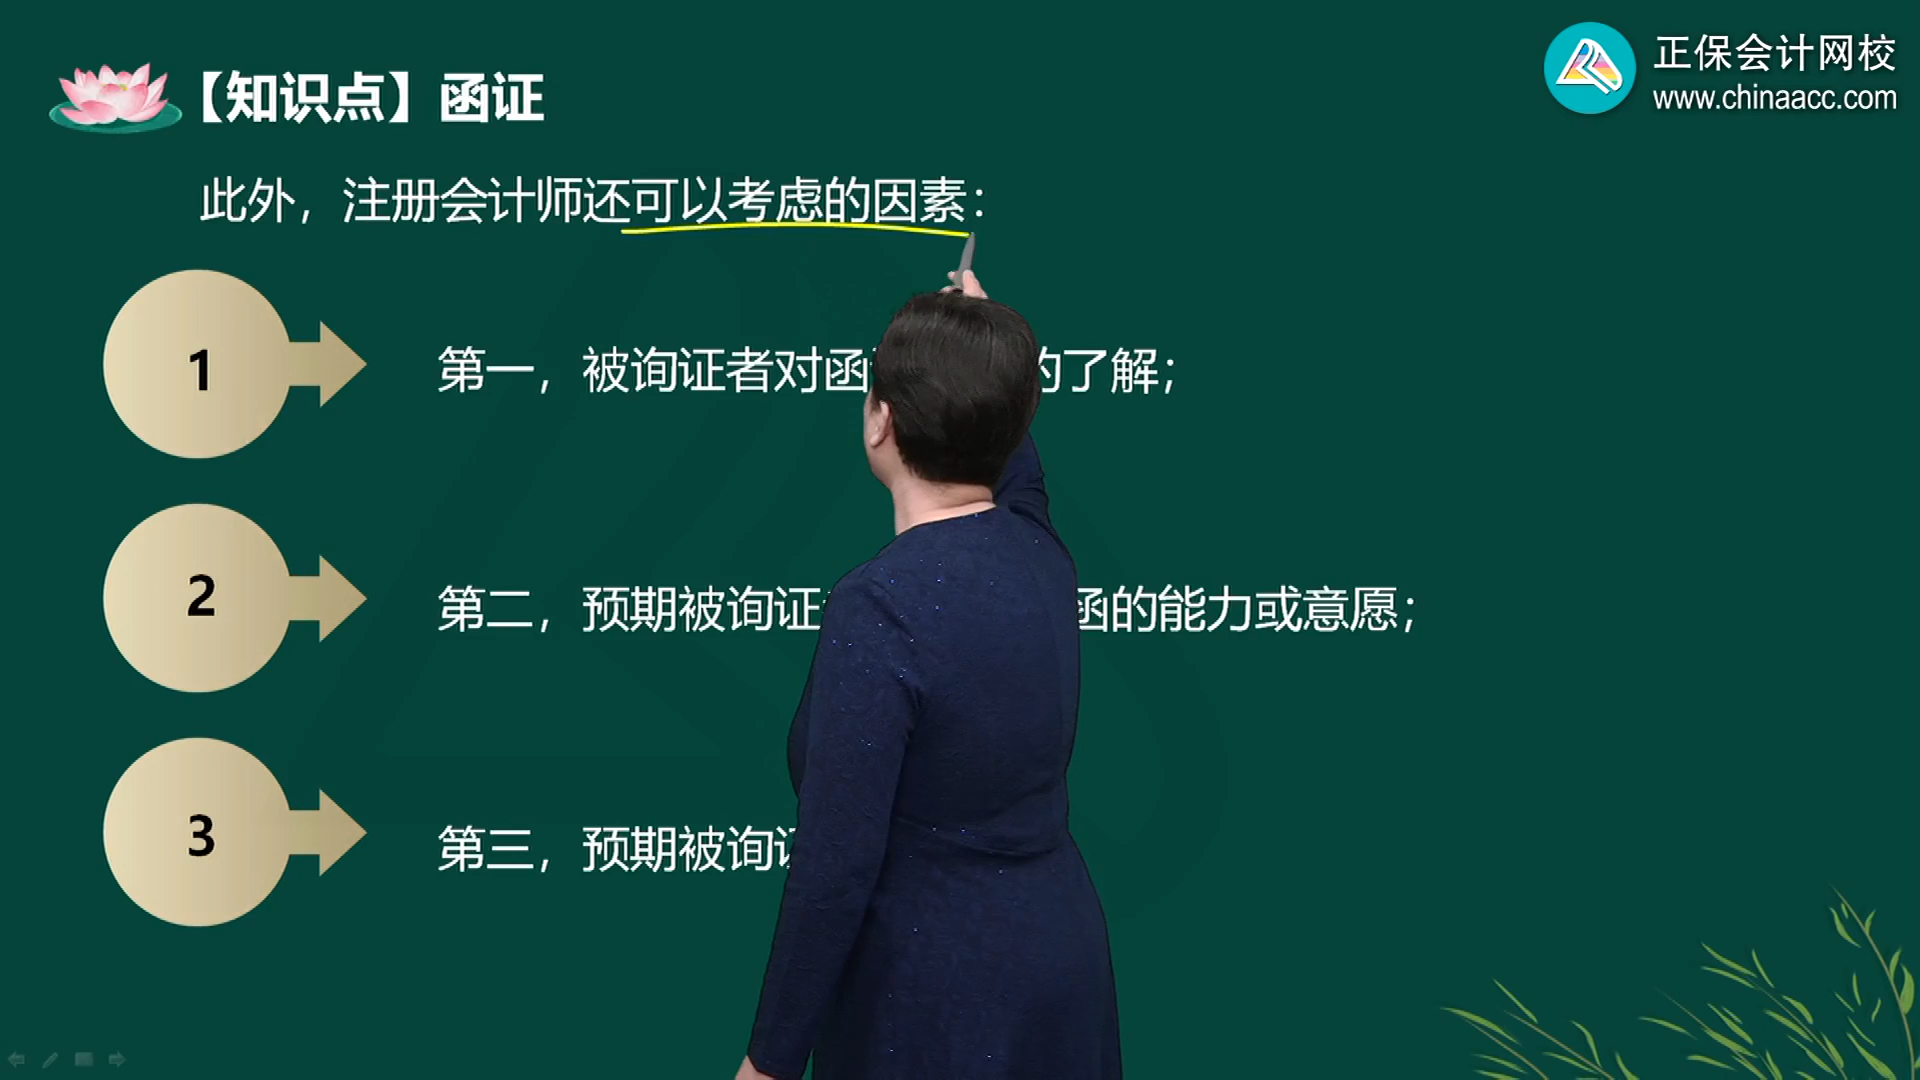 【知识点】函证
正保会计网校
www.chinaacc.com
此外，注册会计师还可以考虑的因素：
1
第一，被询证者对函 的了解；
2
第二，预期被询证 函的能力或意愿；
3
第三，预期被询